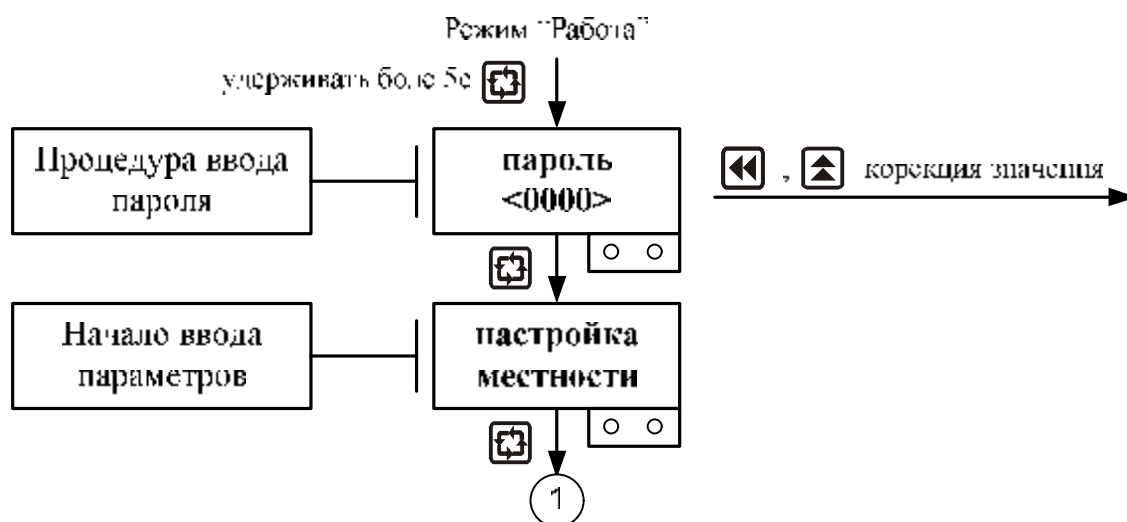 Режим "Работа"
удерживать боле 5с
Процедура ввода
пароля
пароль
<0000>
, корекция значения
Начало ввода
параметров
настройка
местности
1